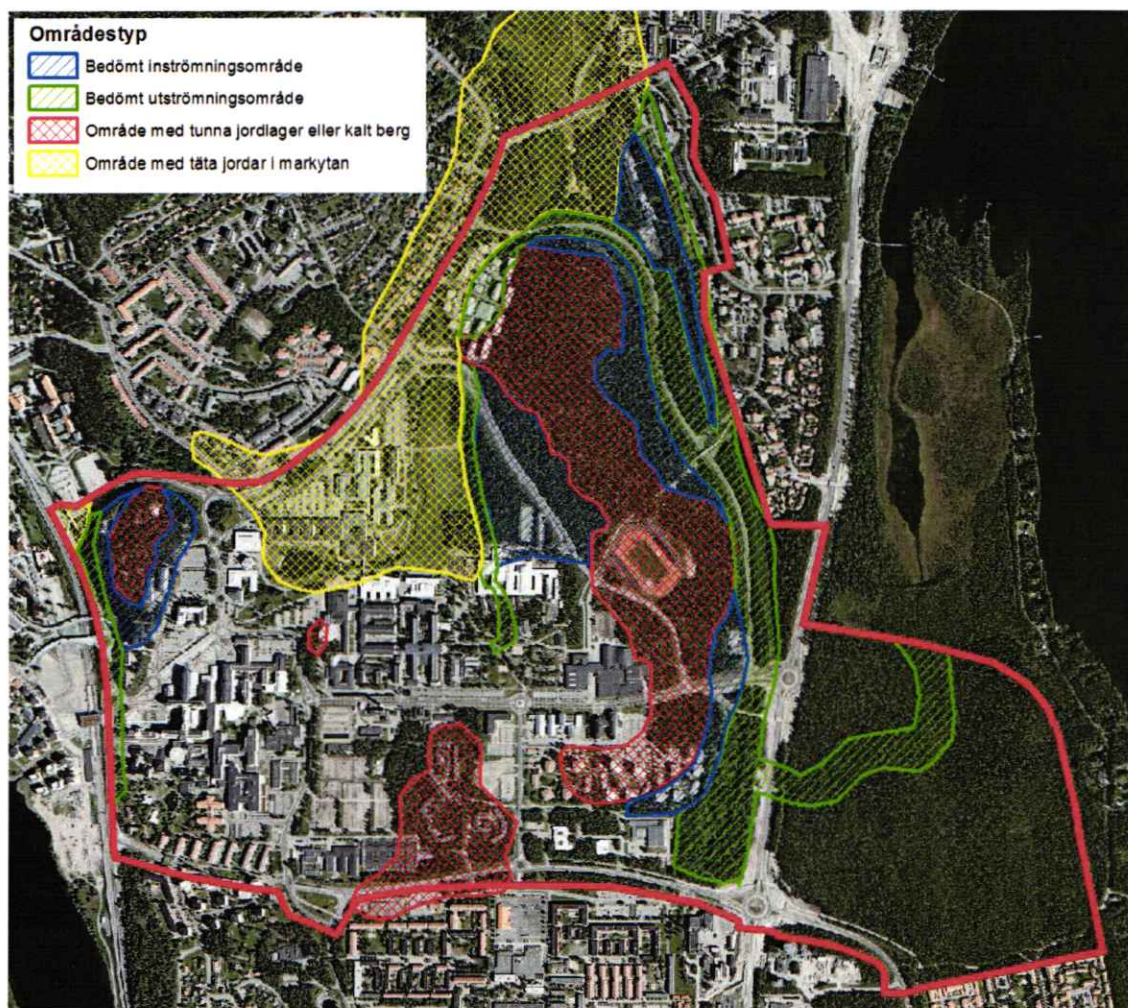 Områdestyp
Bedömt inströmningsområde
Bedömt utströmningsområde
Område med tunna jordlager eller kalt berg
Område med täta jordar i markytan